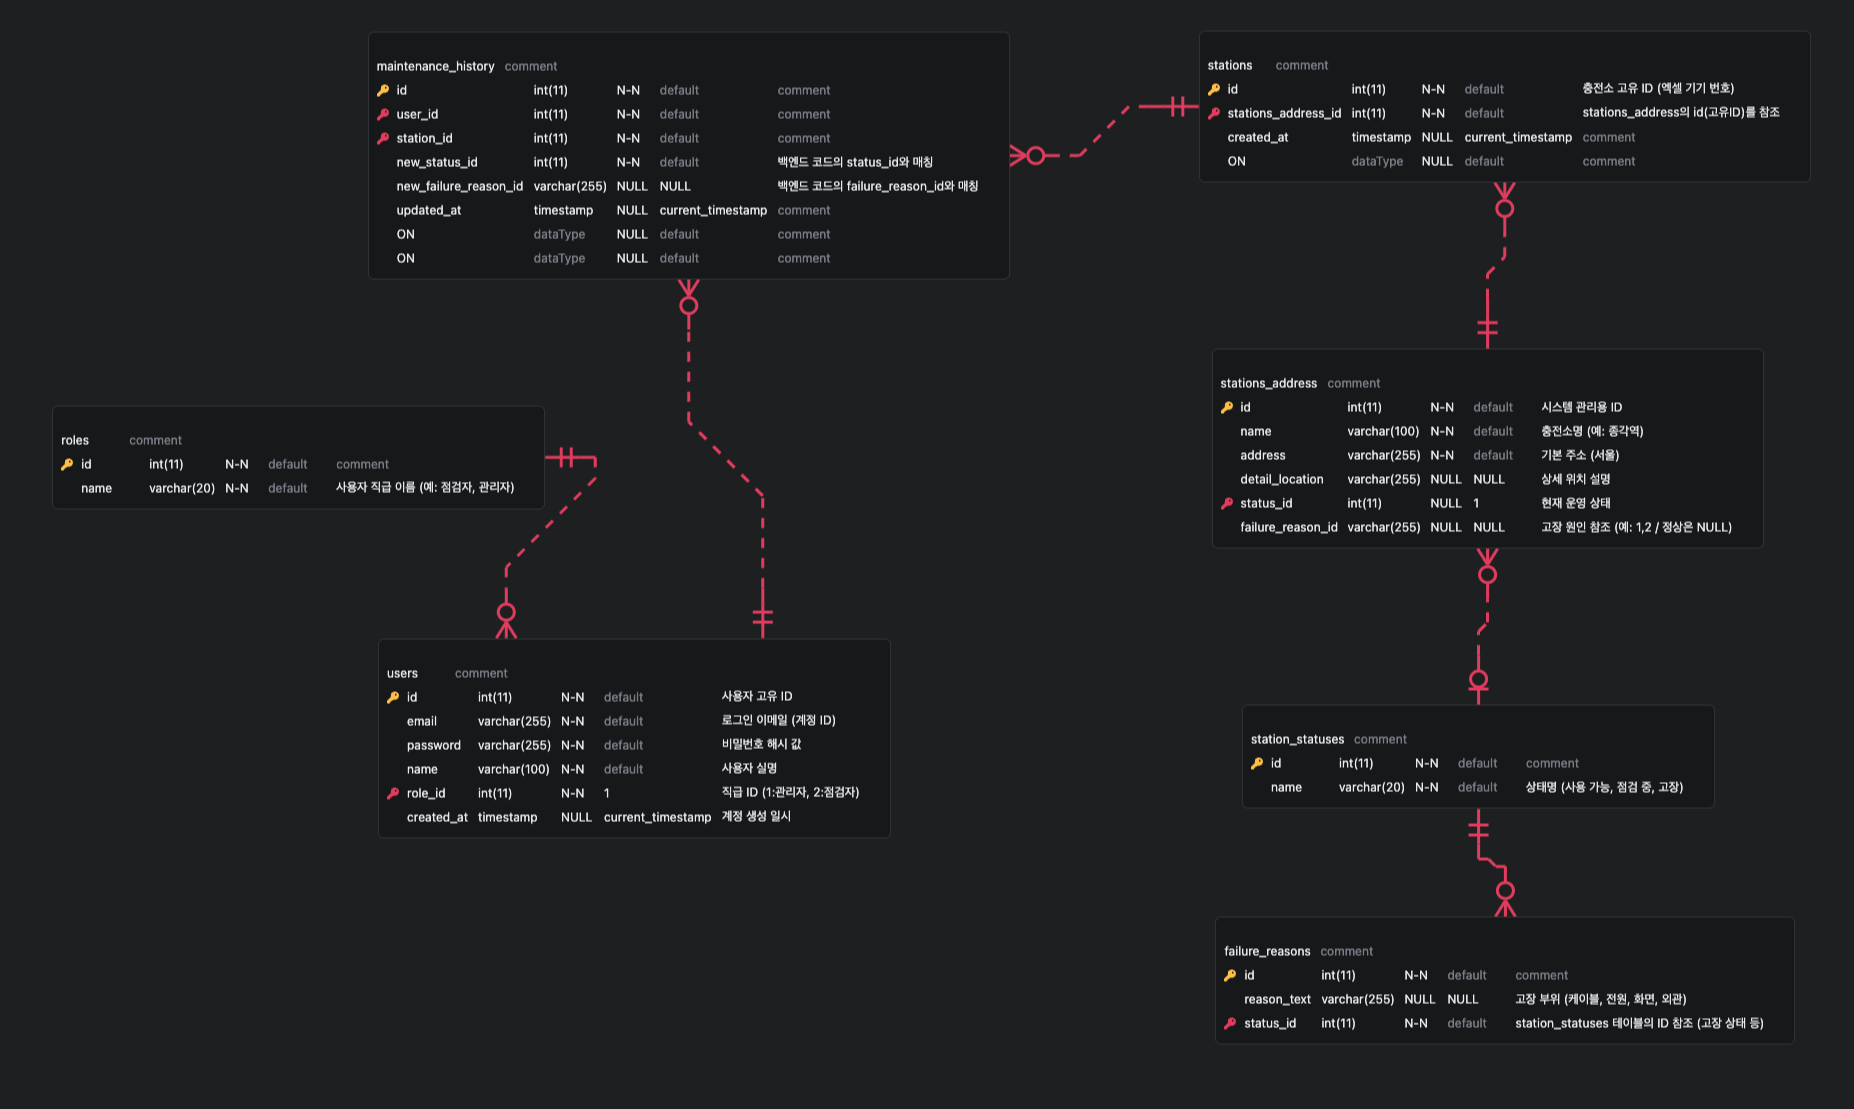 maintenance_history comment
id int(11) N-N default comment
user_id int(11) N-N default comment
station_id int(11) N-N default comment
new_status_id int(11) N-N default 백엔드 코드의 status_id와 매칭
new_failure_reason_id varchar(255) NULL NULL 백엔드 코드의 failure_reason_id와 매칭
updated_at timestamp NULL current_timestamp comment
ON dataType NULL default comment
ON dataType NULL default comment
stations comment
id int(11) N-N default 충전소 고유 ID (엑셀 기기 번호)
stations_address_id int(11) N-N default stations_address의 id(고유ID)를 참조
created_at timestamp NULL current_timestamp comment
ON dataType NULL default comment
stations_address comment
id int(11) N-N default 시스템 관리용 ID
name varchar(100) N-N default 충전소명 (예: 종각역)
address varchar(255) N-N default 기본 주소 (서울)
detail_location varchar(255) NULL NULL 상세 위치 설명
status_id int(11) NULL 1 현재 운영 상태
failure_reason_id varchar(255) NULL NULL 고장 원인 참조 (예: 1,2 / 정상은 NULL)
roles comment
id int(11) N-N default comment
name varchar(20) N-N default 사용자 직급 이름 (예: 점검자, 관리자)
users comment
id int(11) N-N default 사용자 고유 ID
email varchar(255) N-N default 로그인 이메일 (계정 ID)
password varchar(255) N-N default 비밀번호 해시 값
name varchar(100) N-N default 사용자 실명
role_id int(11) N-N 1 직급 ID (1:관리자, 2:점검자)
created_at timestamp NULL current_timestamp 계정 생성 일시
station_statuses comment
id int(11) N-N default comment
name varchar(20) N-N default 상태명 (사용 가능, 점검 중, 고장)
failure_reasons comment
id int(11) N-N default comment
reason_text varchar(255) NULL NULL 고장 부위 (케이블, 전원, 화면, 외관)
status_id int(11) N-N default station_statuses 테이블의 ID 참조 (고장 상태 등)